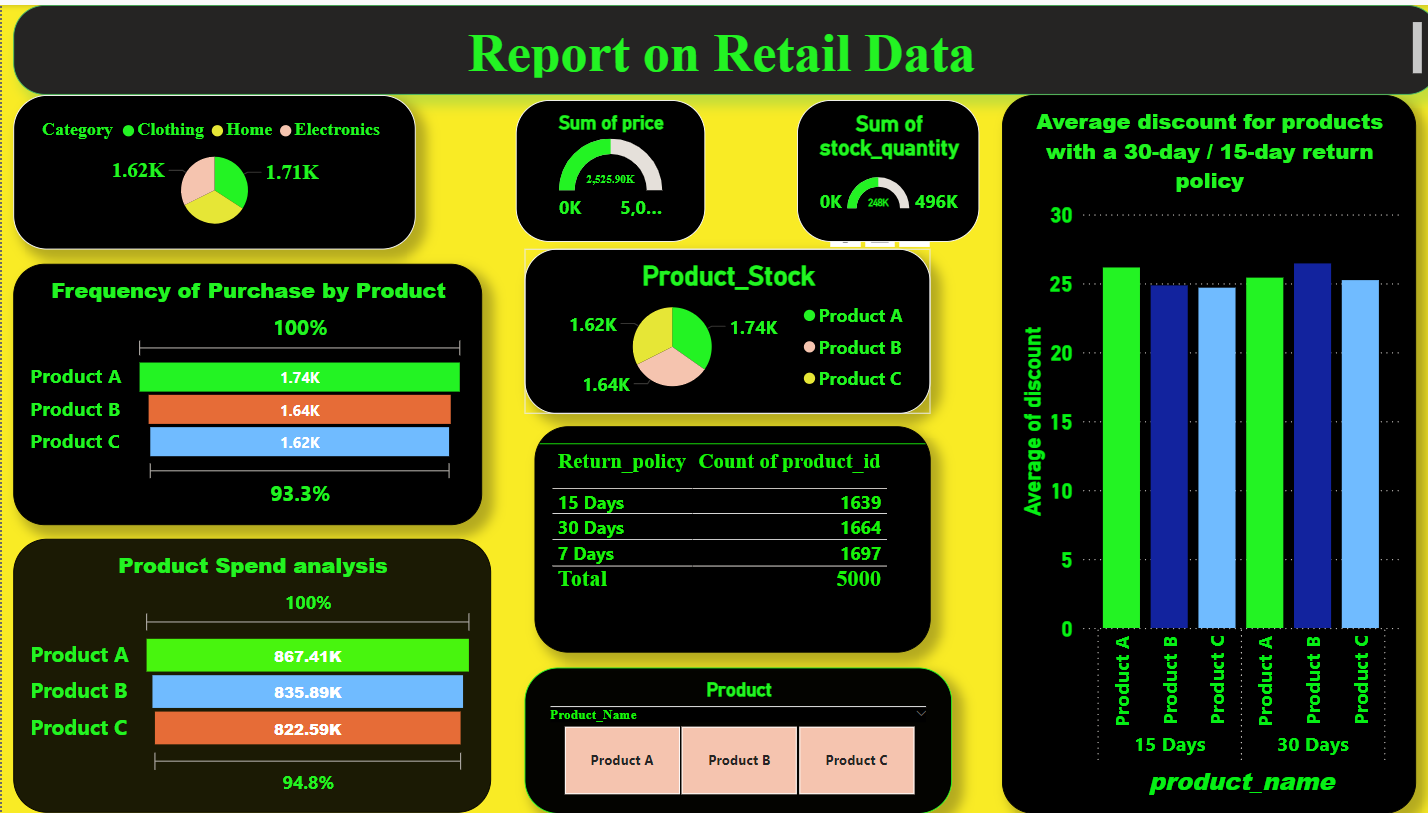 Report on Retail Data
Category Clothing Home Electronics
1.62K
1.71K
Sum of price
2,525.90K
0K
5,0...
Sum of
stock_quantity
0K
248K
496K
Average discount for products
with a 30-day / 15-day return
policy
30
25
20
15
10
5
0
Average of discount
Product A
Product B
Product C
Product A
Product B
Product C
15 Days
30 Days
product_name
Frequency of Purchase by Product
100%
Product A 1.74K
Product B 1.64K
Product C 1.62K
93.3%
Product_Stock
1.62K
1.74K
1.64K
Product A
Product B
Product C
Return_policy Count of product_id
15 Days 1639
30 Days 1664
7 Days 1697
Total 5000
Product Spend analysis
100%
Product A 867.41K
Product B 835.89K
Product C 822.59K
94.8%
Product
Product_Name
Product A Product B Product C